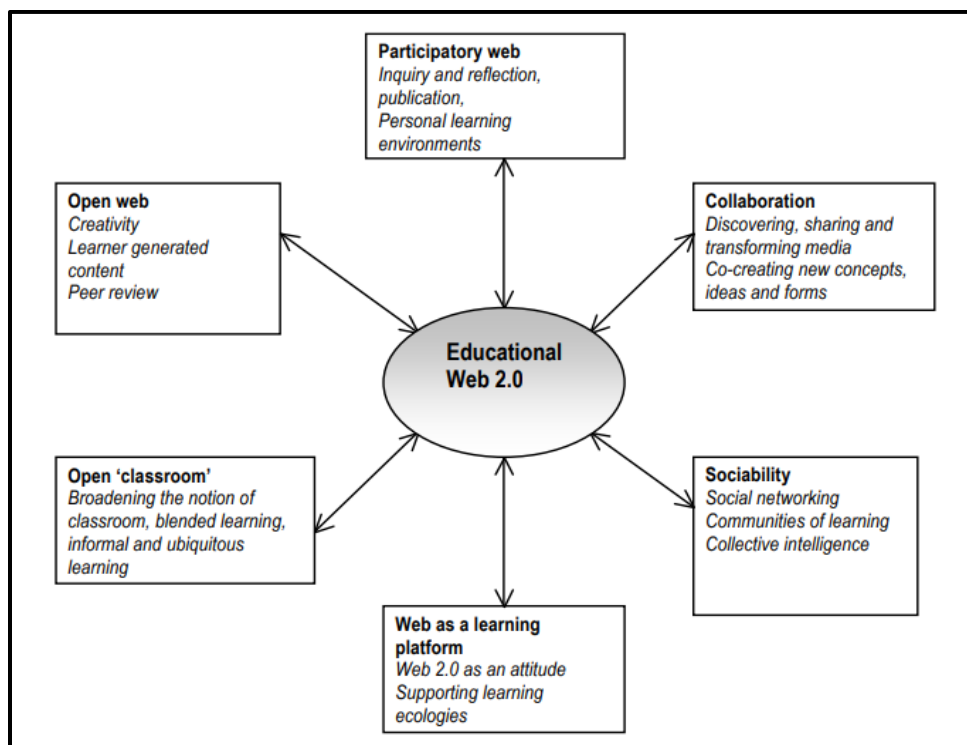 Participatory web
Inquiry and reflection,
publication,
Personal learning
environments
Open web
Creativity
Learner generated
content
Peer review
Collaboration
Discovering, sharing and
transforming media
Co-creating new concepts,
ideas and forms
Educational
Web 2.0
Open ‘classroom’
Broadening the notion of
classroom, blended learning,
informal and ubiquitous
learning
Sociability
Social networking
Communities of learning
Collective intelligence
Web as a learning
platform
Web 2.0 as an attitude
Supporting learning
ecologies